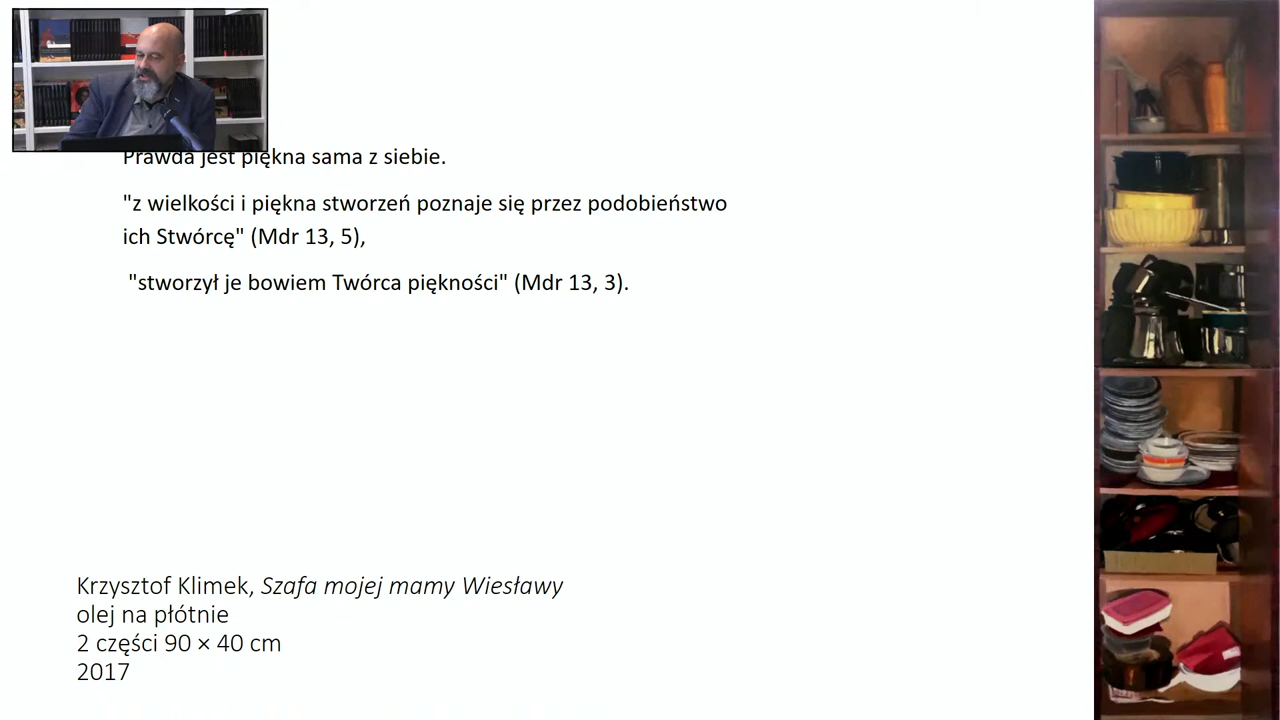 Prawda jest piękna sama z siebie.
"z wielkości i piękna stworzeń poznaje się przez podobieństwo
ich Stwórcę" (Mdr 13, 5),
"stworzył je bowiem Twórca piękności" (Mdr 13, 3).
Krzysztof Klimek, Szafa mojej mamy Wiesławy
olej na płótnie
2 części 90 × 40 cm
2017